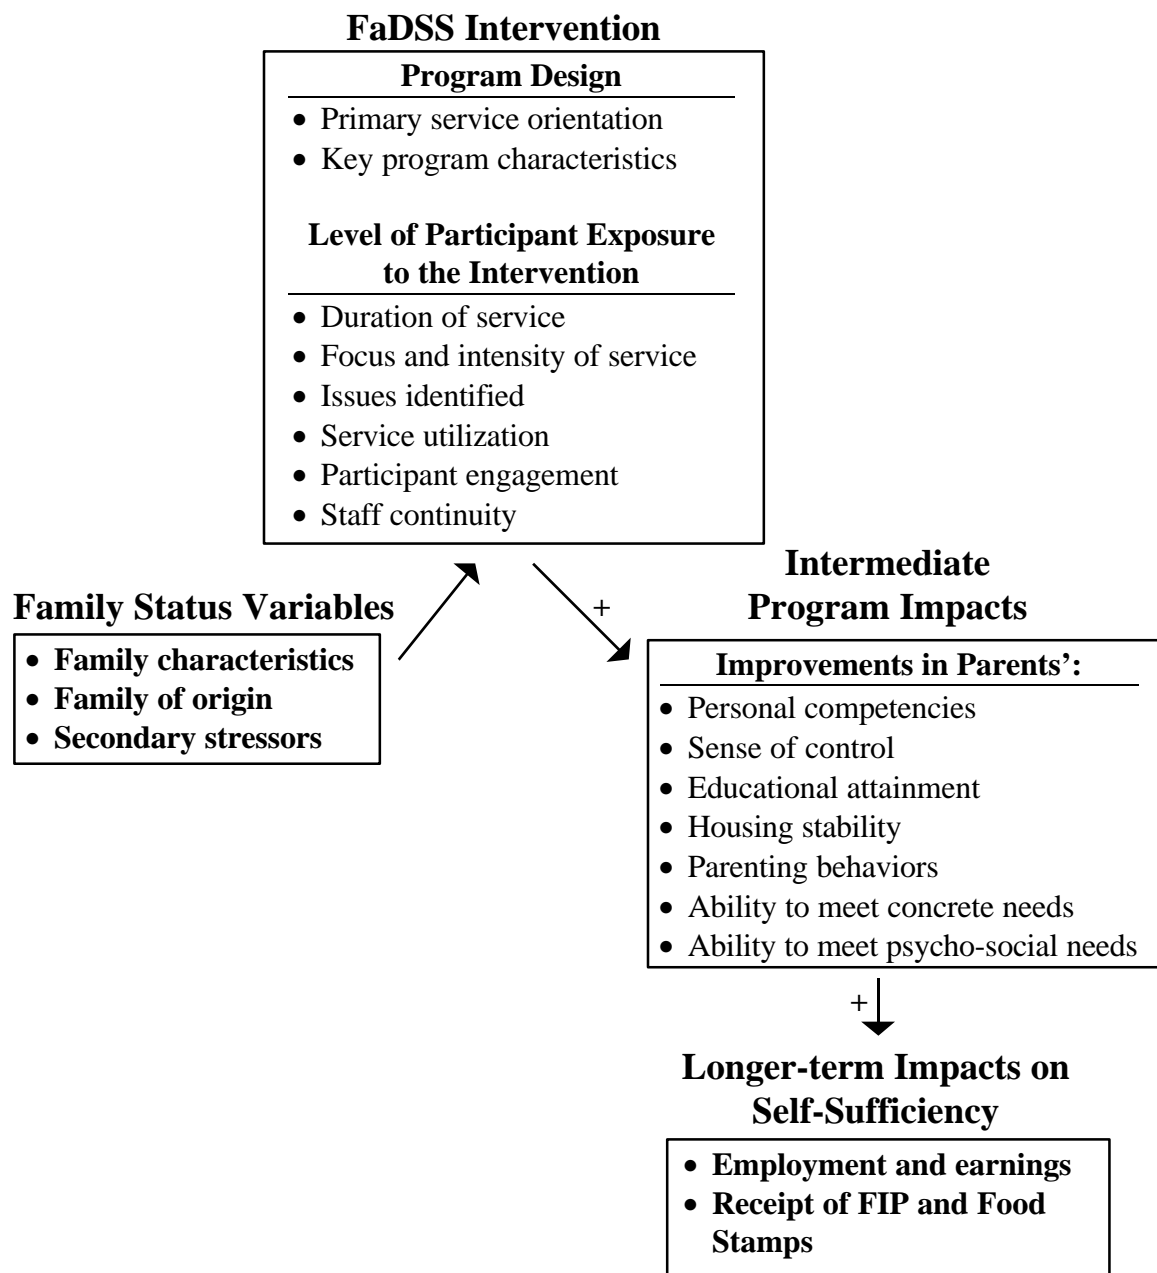 FaDSS Intervention
Program Design
• Primary service orientation
• Key program characteristics
Level of Participant Exposure
to the Intervention
• Duration of service
• Focus and intensity of service
• Issues identified
• Service utilization
• Participant engagement
• Staff continuity
Family Status Variables
• Family characteristics
• Family of origin
• Secondary stressors
+
Intermediate
Program Impacts
Improvements in Parents’:
• Personal competencies
• Sense of control
• Educational attainment
• Housing stability
• Parenting behaviors
• Ability to meet concrete needs
• Ability to meet psycho-social needs
+
Longer-term Impacts on
Self-Sufficiency
• Employment and earnings
• Receipt of FIP and Food
Stamps